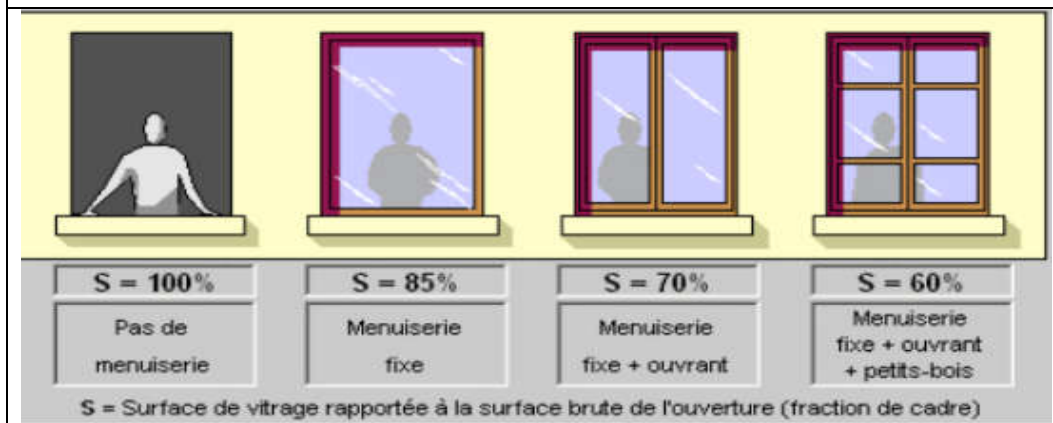 S = 100%
S = 85%
S = 70%
S = 60%
Pas de
menuiserie
Menuiserie
fixe
Menuiserie
fixe + ouvrant
Menuiserie
fixe + ouvrant
+ petits-bois
S = Surface de vitrage rapportée à la surface brute de l'ouverture (fraction de cadre)